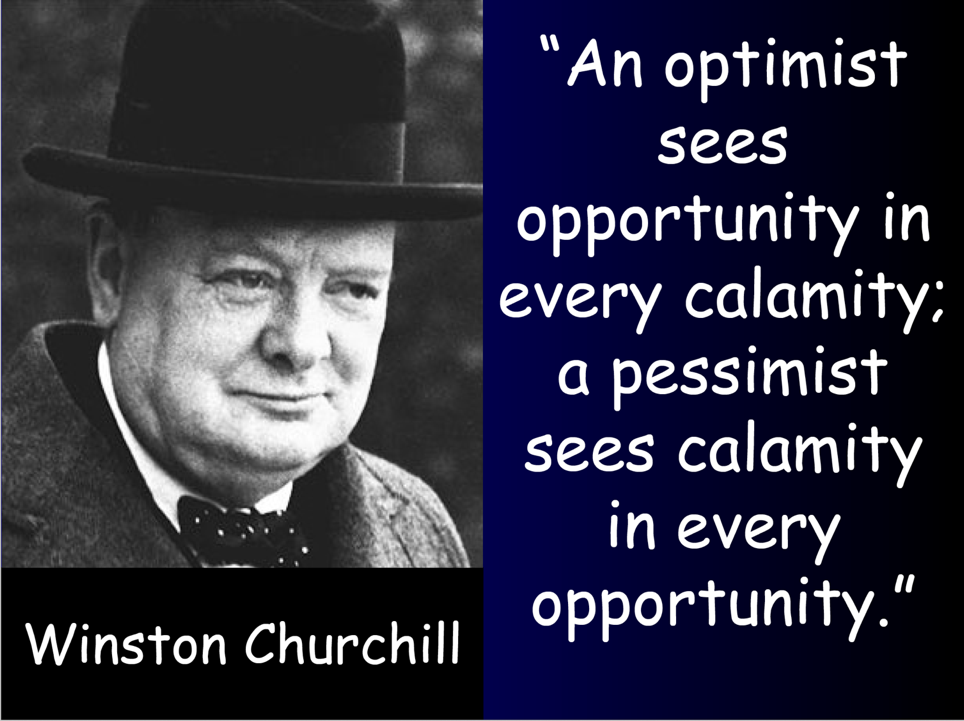 “An optimist
sees
opportunity in
every calamity;
a pessimist
sees calamity
in every
opportunity.”
Winston Churchill